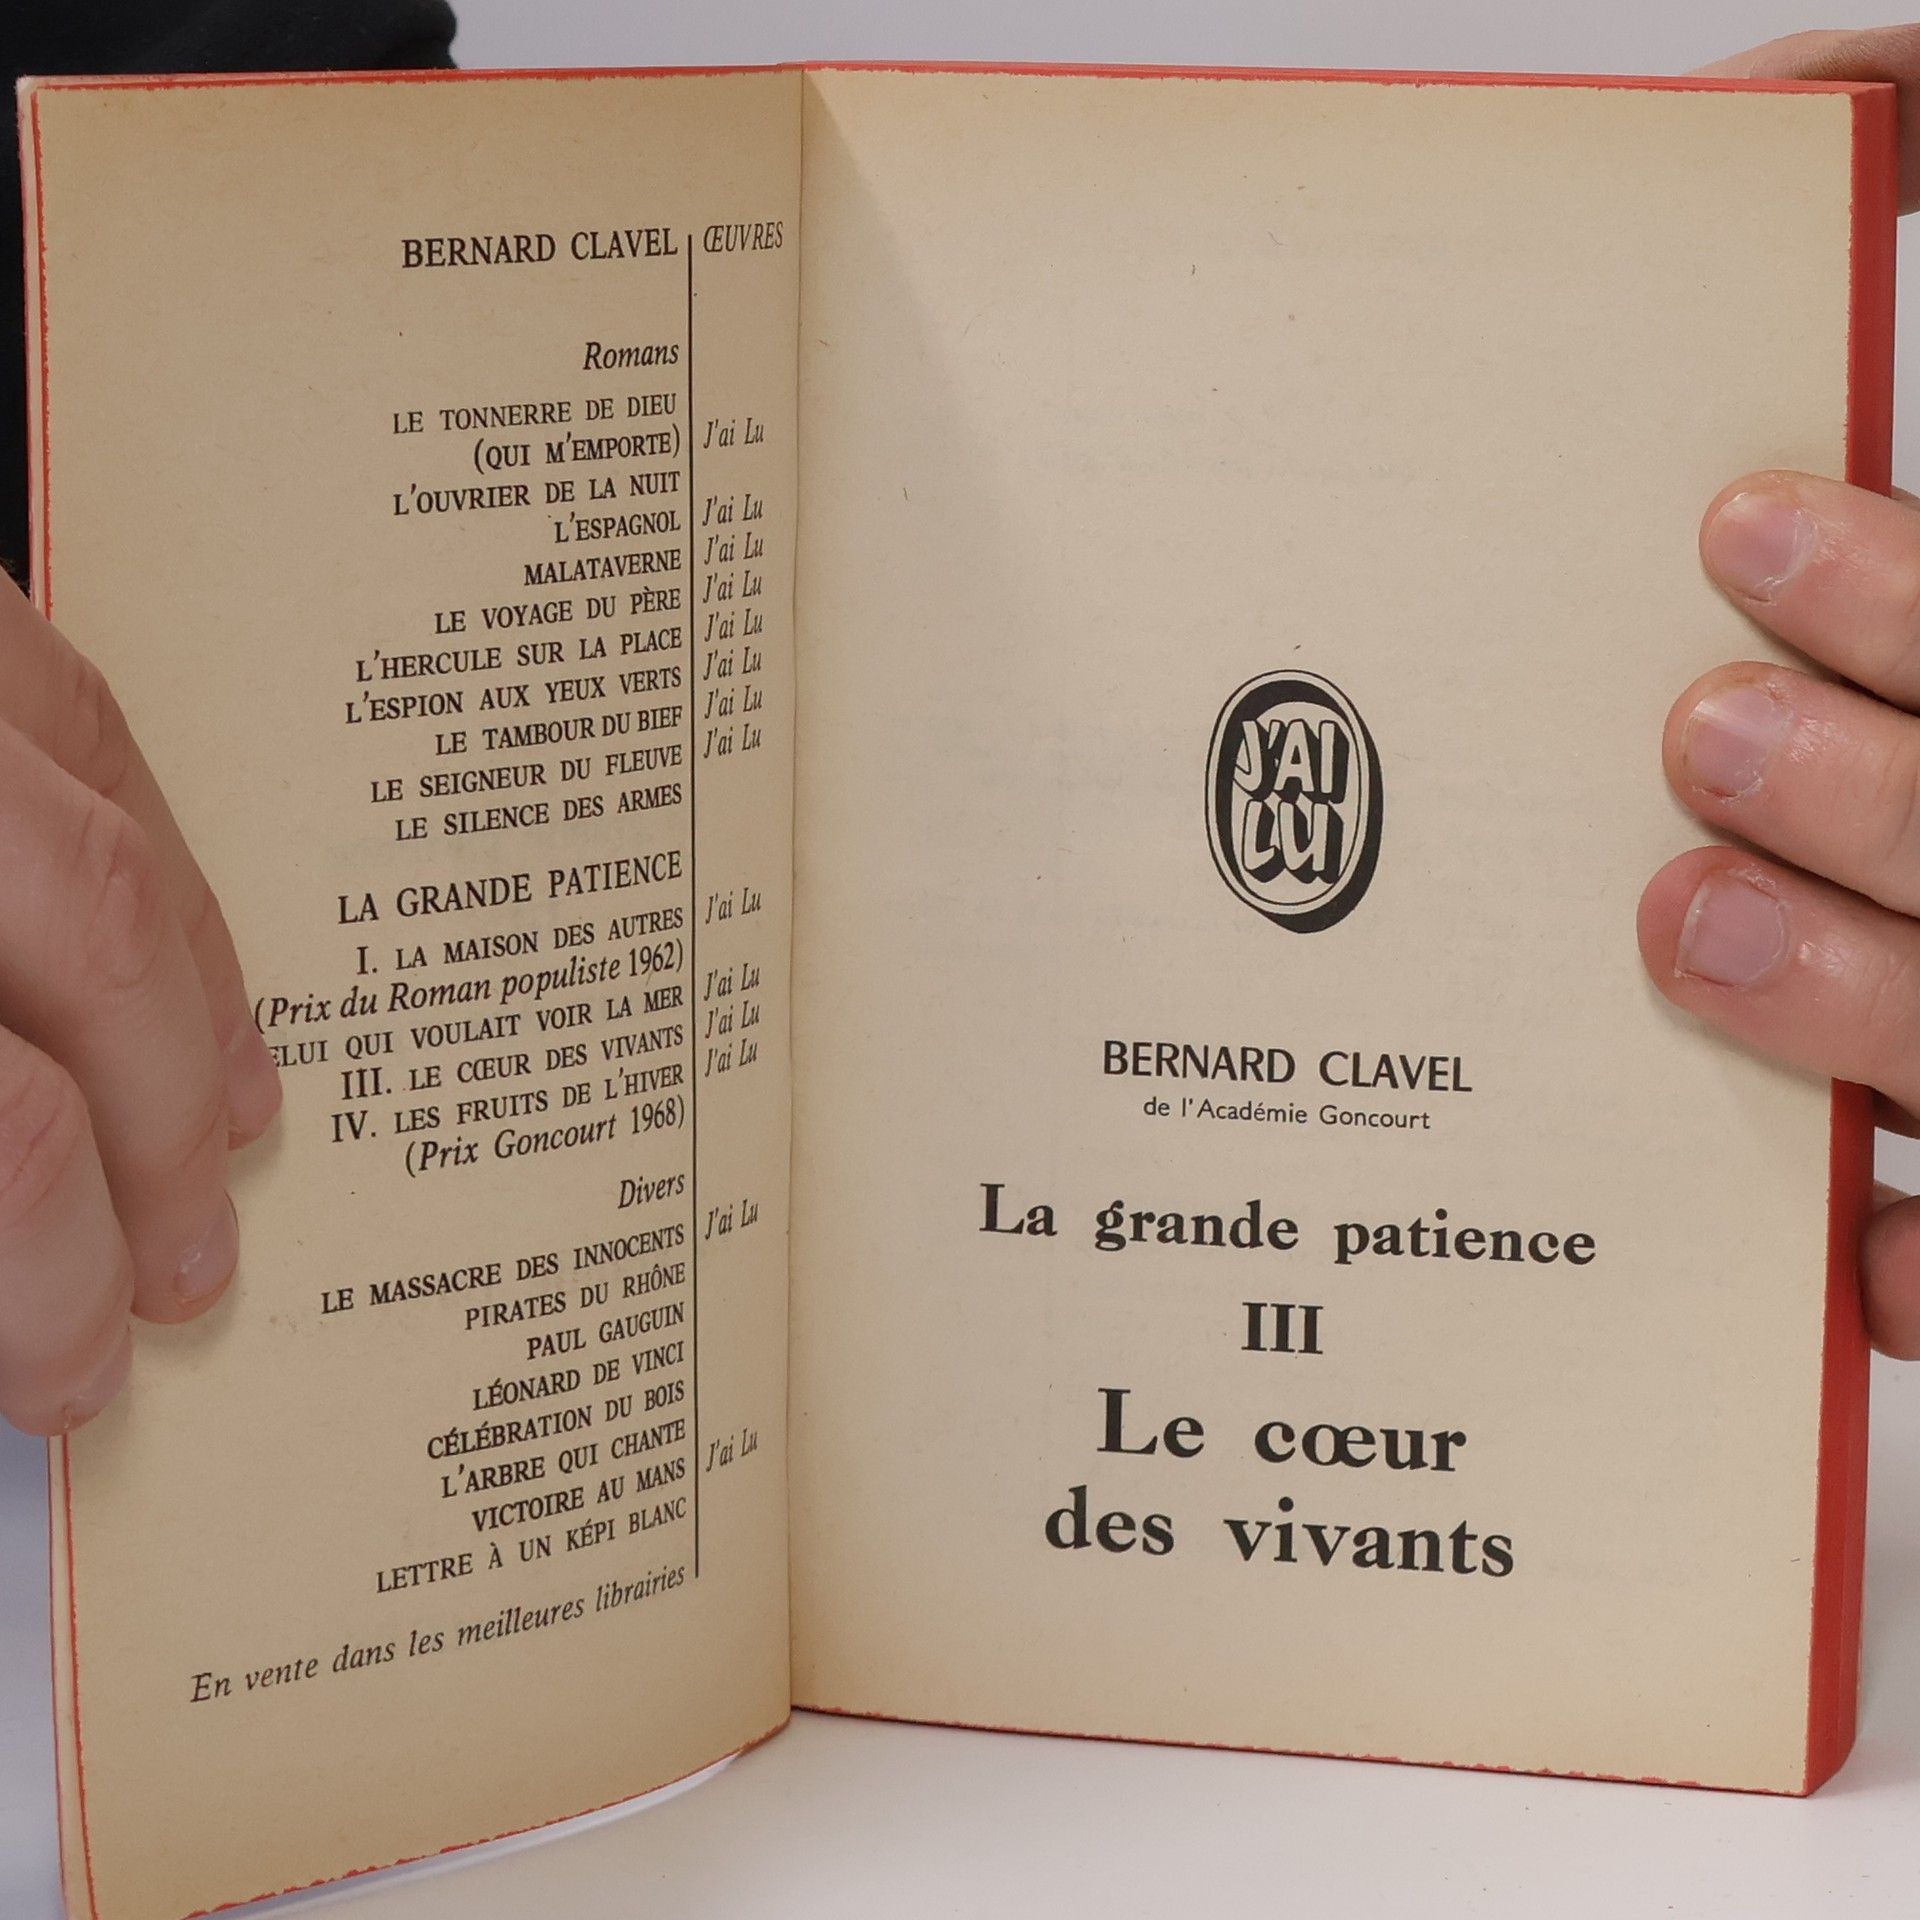 BERNARD CLAVEL ŒUVRES
Romans
LE TONNERRE DE DIEU
(QUI M'EMPORTE) J'ai Lu
L'OUVRIER DE LA NUIT
L'ESPAGNOL J'ai Lu
MALATAVERNE J'ai Lu
LE VOYAGE DU PÈRE J'ai Lu
L'HERCULE SUR LA PLACE J'ai Lu
L'ESPION AUX YEUX VERTS J'ai Lu
LE TAMBOUR DU BIEF J'ai Lu
LE SEIGNEUR DU FLEUVE J'ai Lu
LE SILENCE DES ARMES
LA GRANDE PATIENCE
I. LA MAISON DES AUTRES J'ai Lu
(Prix du Roman populiste 1962)
ELUI QUI VOULAIT VOIR LA MER J'ai Lu
III. LE CŒUR DES VIVANTS J'ai Lu
IV. LES FRUITS DE L'HIVER J'ai Lu
(Prix Goncourt 1968)
Divers
LE MASSACRE DES INNOCENTS J'ai Lu
PIRATES DU RHÔNE
PAUL GAUGUIN
LÉONARD DE VINCI
CÉLÉBRATION DU BOIS
L'ARBRE QUI CHANTE
VICTOIRE AU MANS J'ai Lu
LETTRE À UN KÉPI BLANC
En vente dans les meilleures librairies
J'AI
LU
BERNARD CLAVEL
de l'Académie Goncourt
La grande patience
III
Le cœur
des vivants